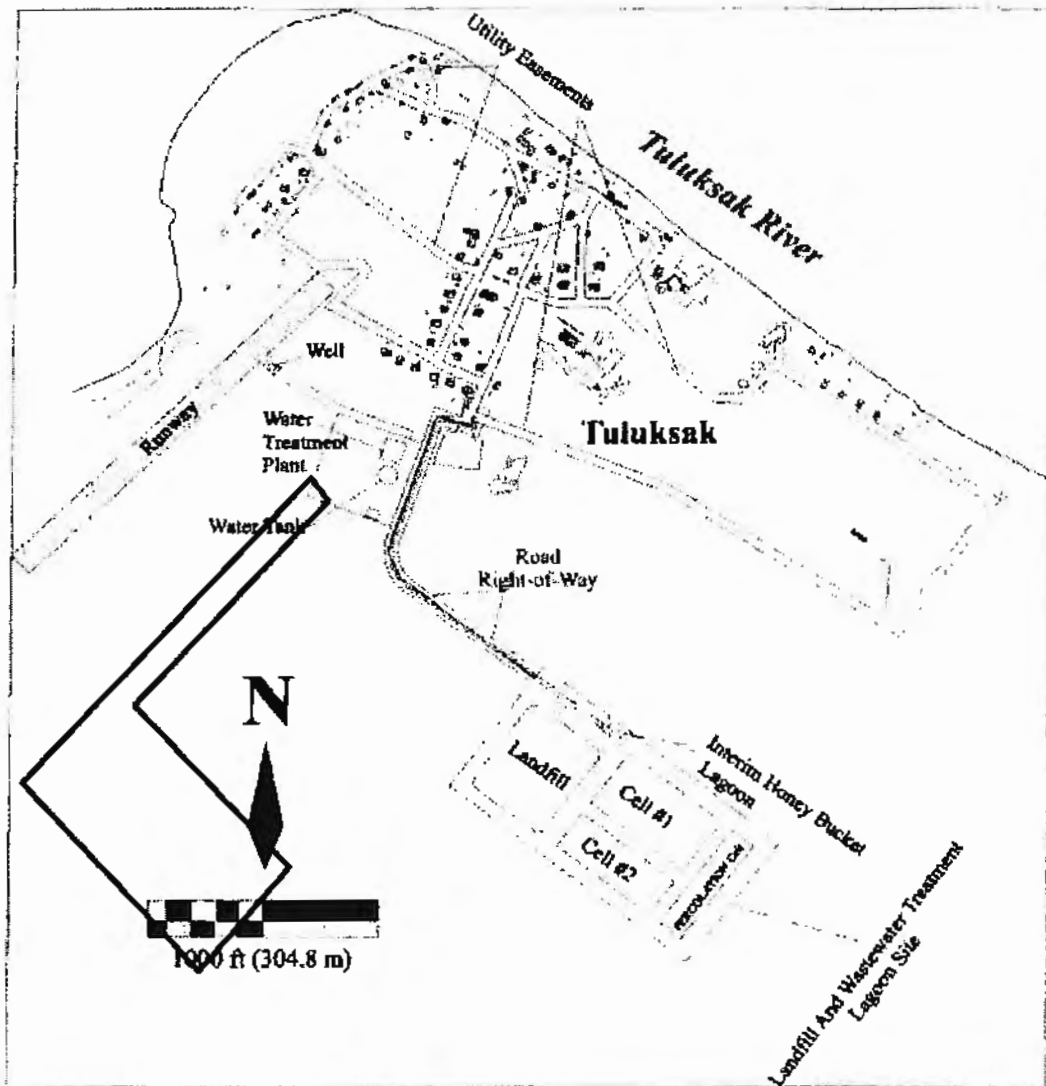 Utility Easements
Tuluksak River
Well
Runway
Water
Treatment
Plant
Tuluksak
Water Tank
Road
Right-of-Way
N
Landfill
Cell #1
Cell #2
Interim Honey Bucket
Lagoon
1000 ft (304.8 m)
Landfill And Wastewater Treatment
Lagoon Site